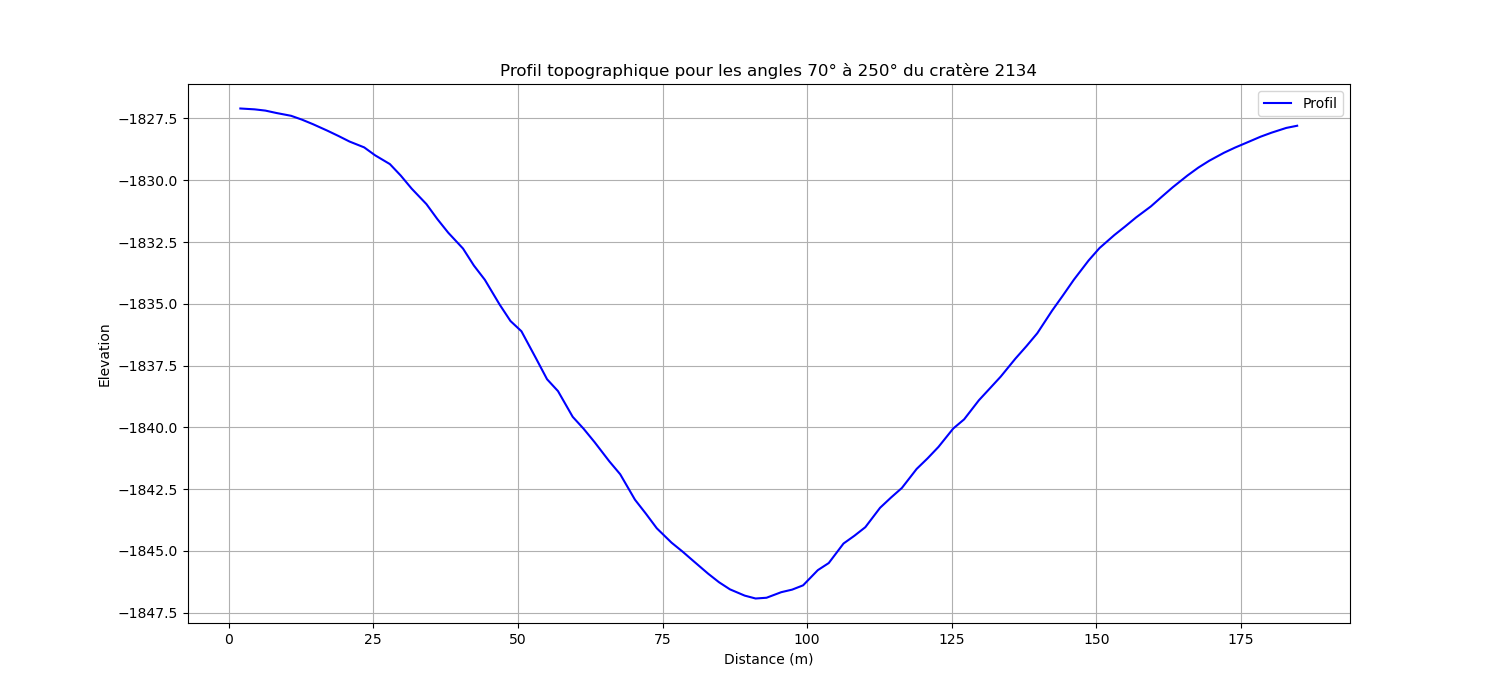 Profil topographique pour les angles 70° à 250° du cratère 2134
Profil
Elevation
−1827.5
−1830.0
−1832.5
−1835.0
−1837.5
−1840.0
−1842.5
−1845.0
−1847.5
0 25 50 75 100 125 150 175
Distance (m)